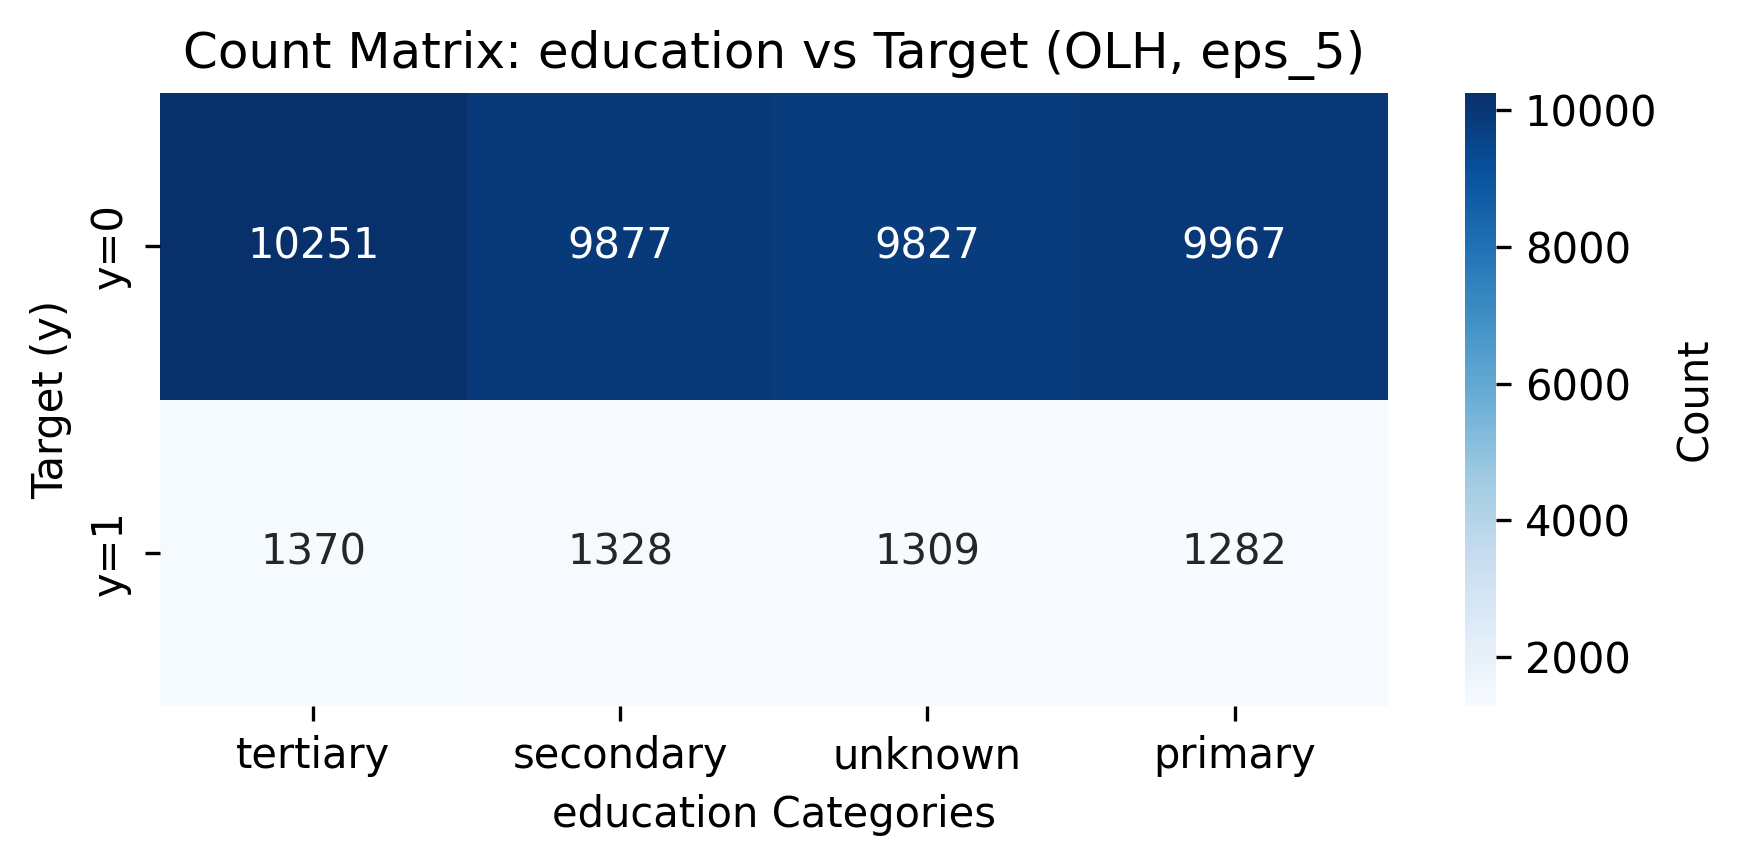 Count Matrix: education vs Target (OLH, eps_5)
Target (y)
y=0
10251 9877 9827 9967
y=1
1370 1328 1309 1282
tertiary secondary unknown primary
education Categories
10000
8000
6000
4000
2000
Count